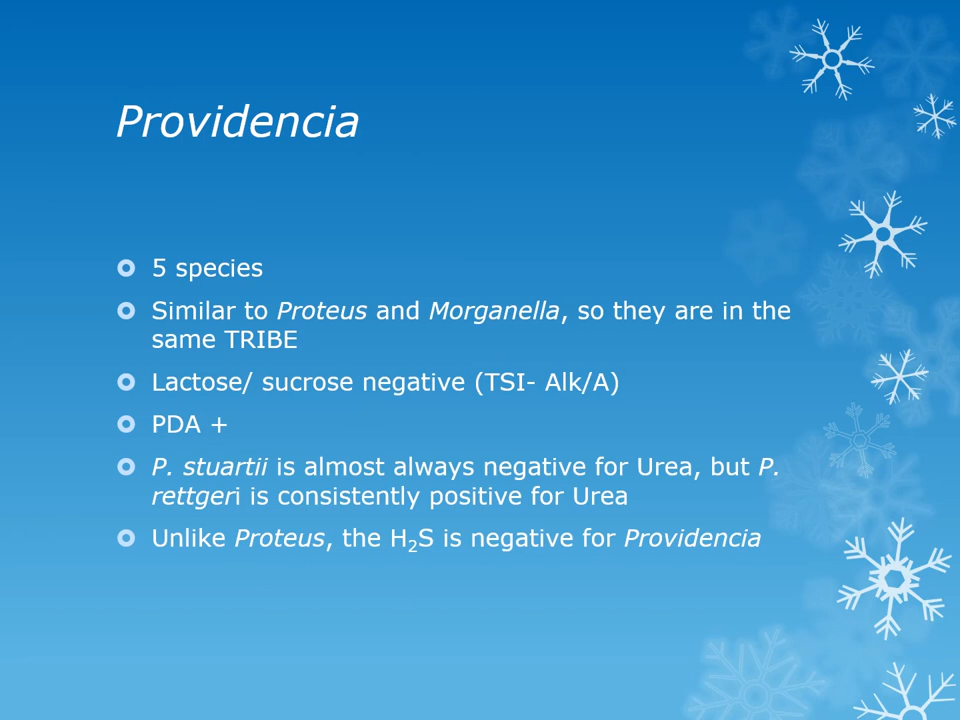 Providencia
5 species
Similar to Proteus and Morganella, so they are in the
same TRIBE
Lactose/ sucrose negative (TSI- Alk/A)
PDA +
P. stuartii is almost always negative for Urea, but P.
rettgeri is consistently positive for Urea
Unlike Proteus, the H₂S is negative for Providencia